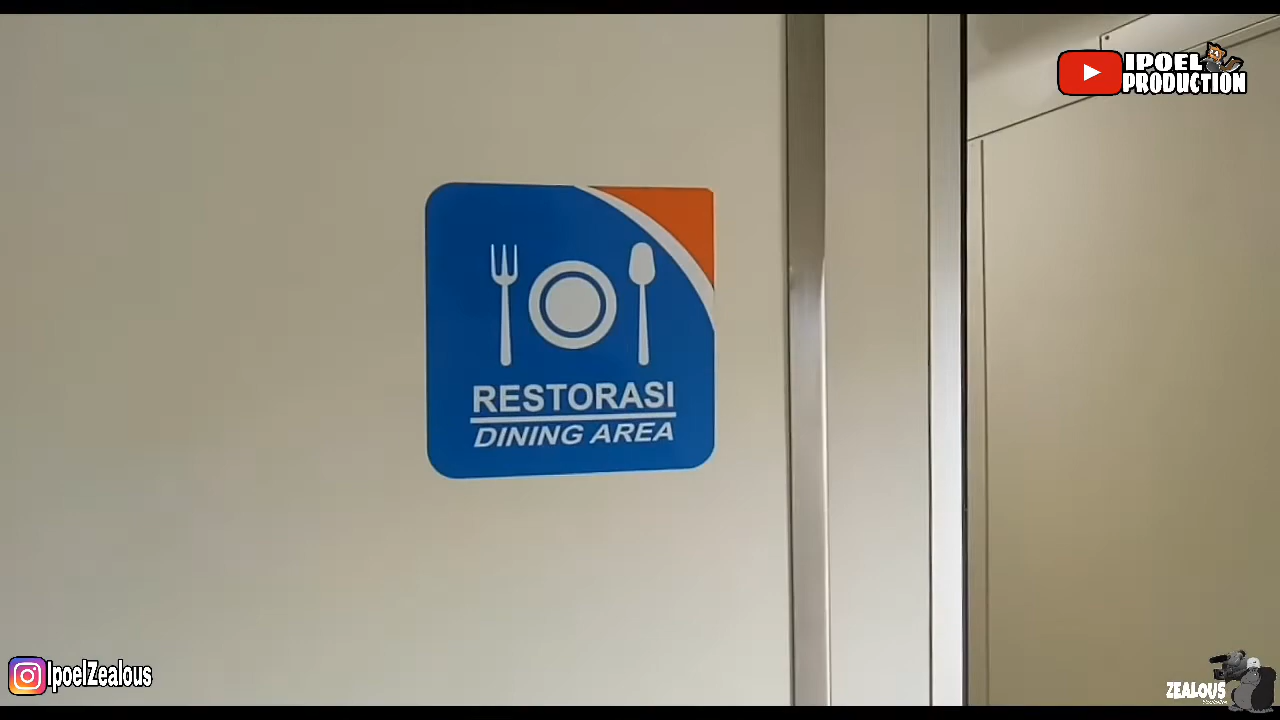 IPOEL
PRODUCTION
RESTORASI
DINING AREA
IpoelZealous
ZEALOUS